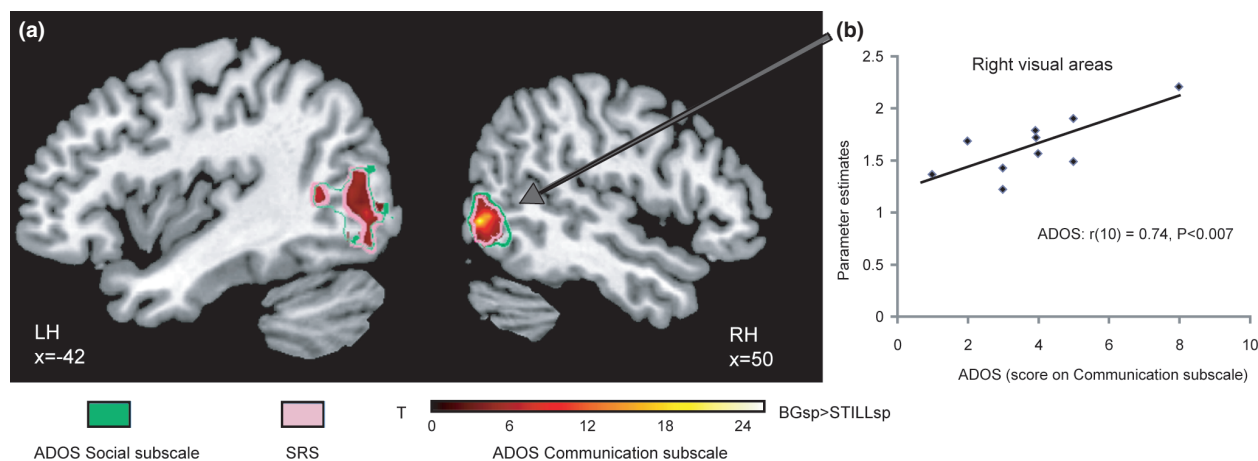 (a)
LH
x=-42
RH
x=50
(b)
2.5
2
1.5
1
0.5
0
Right visual areas
ADOS: r(10) = 0.74, P<0.007
Parameter estimates
0 2 4 6 8 10
ADOS (score on Communication subscale)
ADOS Social subscale
SRS
T
0 6 12 18 24
BGsp>STILLsp
ADOS Communication subscale